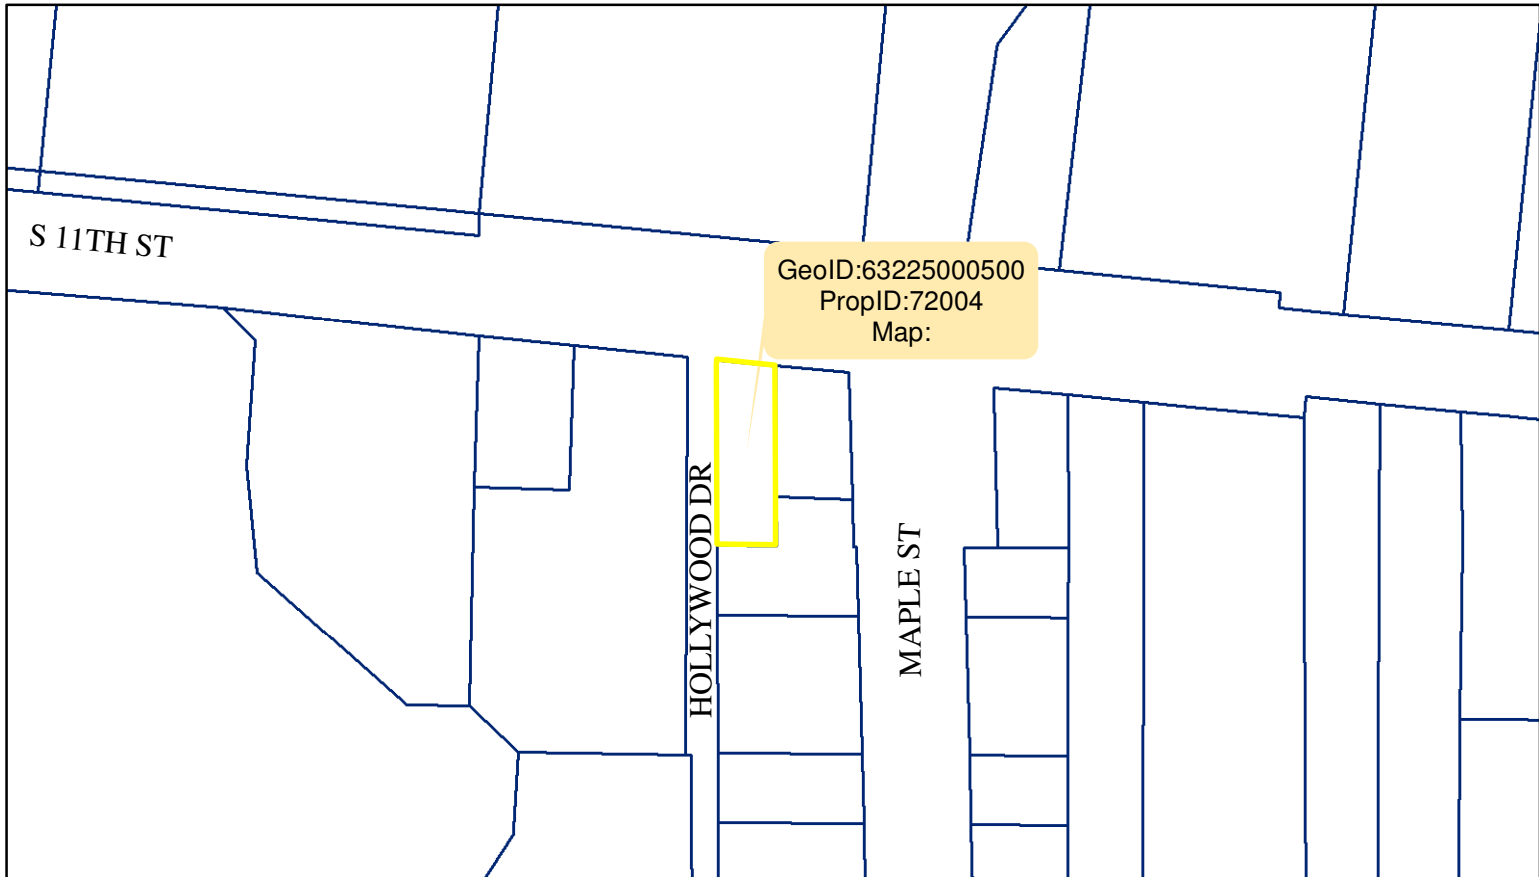 S 11TH ST
GeoID:63225000500
PropID:72004
Map:
HOLLYWOOD DR
MAPLE ST